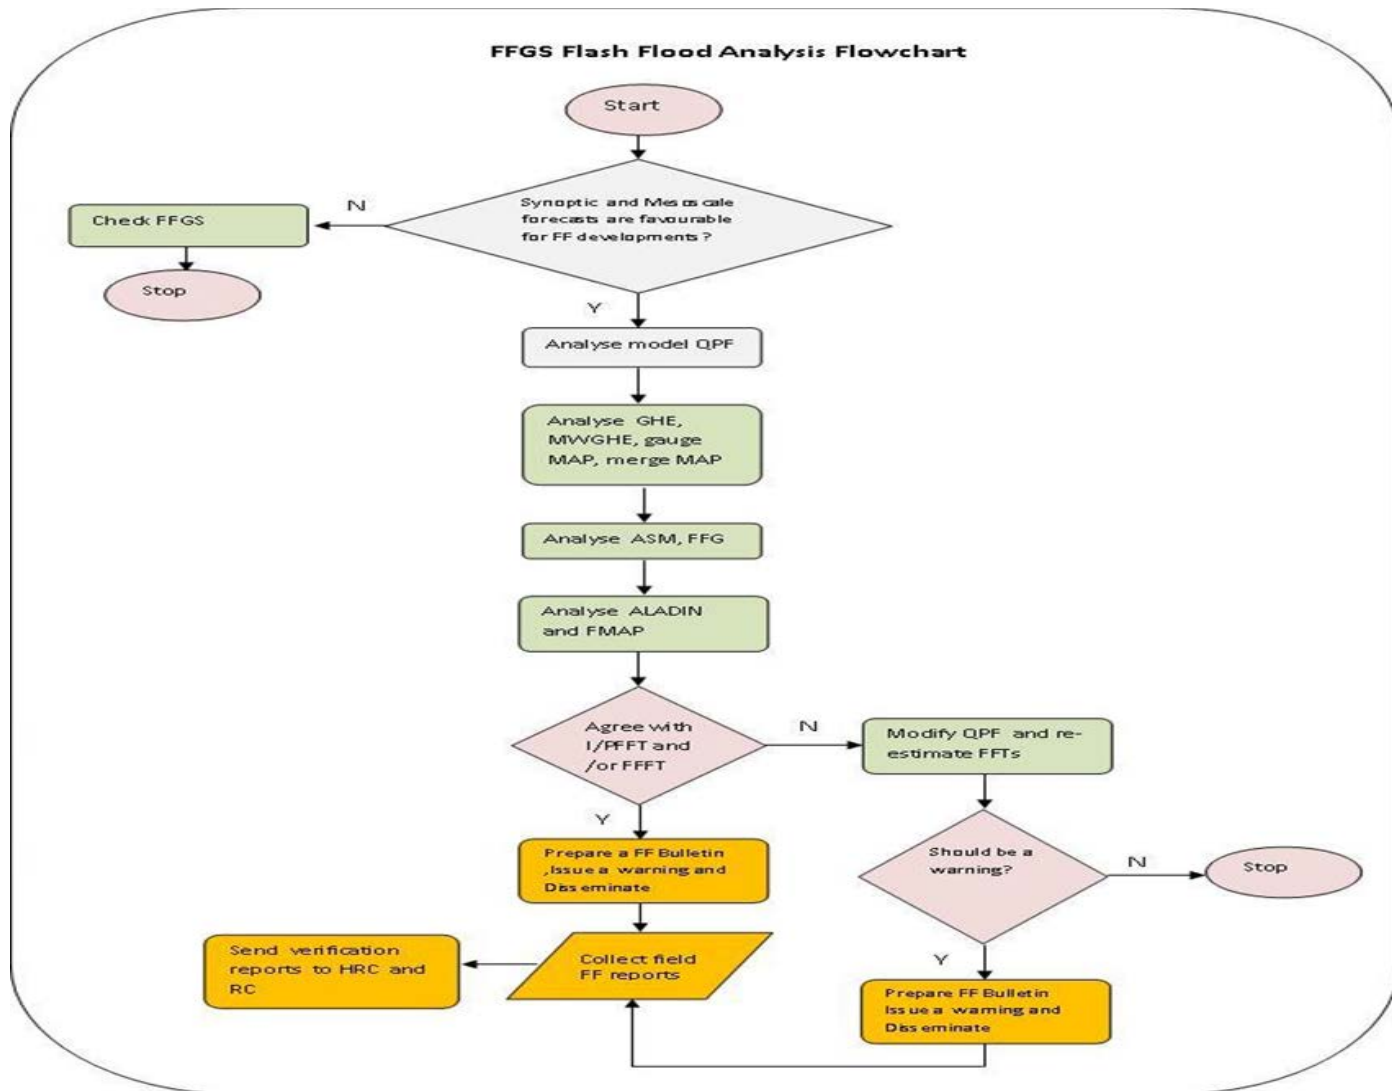 FFGS Flash Flood Analysis Flowchart
Start
Synoptic and Mesoscale
forecasts are favourable
for FF developments?
N
Check FFGS
Stop
Y
Analyse model QPF
Analyse GHE,
MWGHE, gauge
MAP, merge MAP
Analyse ASM, FFG
Analyse ALADIN
and FMAP
Agree with
I/PFFT and
/or FFFT
N
Modify QPF and re-
estimate FFTs
Y
Prepare a FF Bulletin
,Issue a warning and
Disseminate
Should be a
warning?
N
Stop
Send verification
reports to HRC and
RC
Collect field
FF reports
Y
Prepare FF Bulletin
Issue a warning and
Disseminate